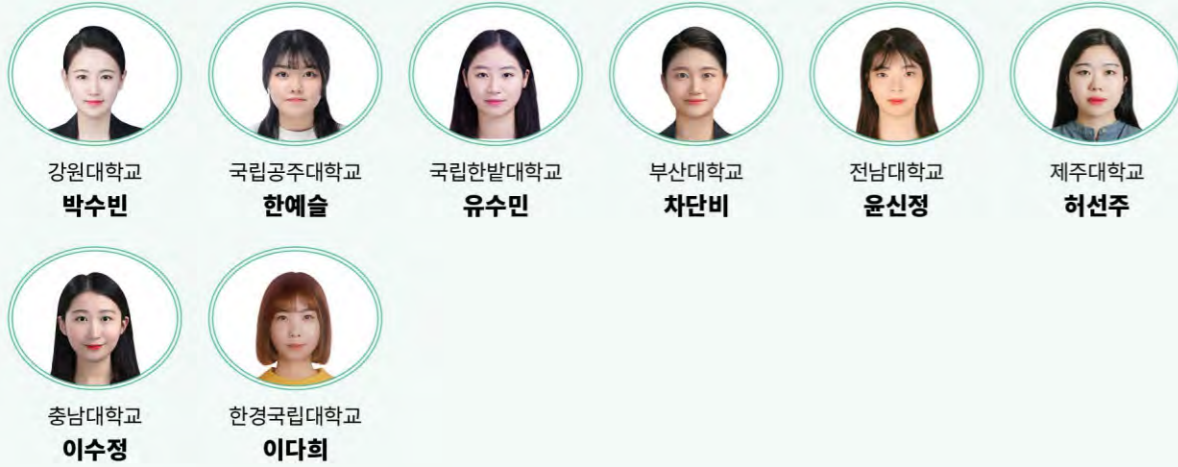 강원대학교
박수빈
국립공주대학교
한예슬
국립한밭대학교
유수민
부산대학교
차단비
전남대학교
윤신정
제주대학교
허선주
충남대학교
이수정
한경국립대학교
이다희